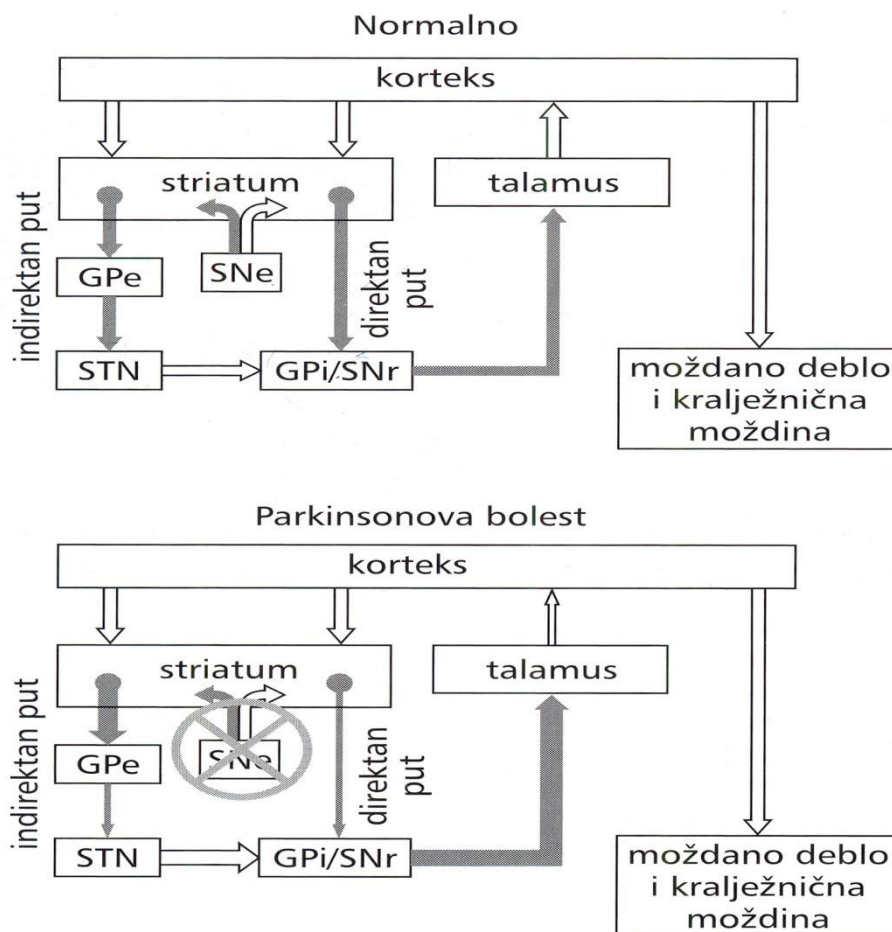 Normalno
korteks
striatum
talamus
indirektan put
GPe
SNe
direktan
put
STN
GPi/SNr
moždano deblo
i kralježnična
moždina
Parkinsonova bolest
korteks
striatum
talamus
indirektan put
GPe
SNe
direktan
put
STN
GPi/SNr
moždano deblo
i kralježnična
moždina